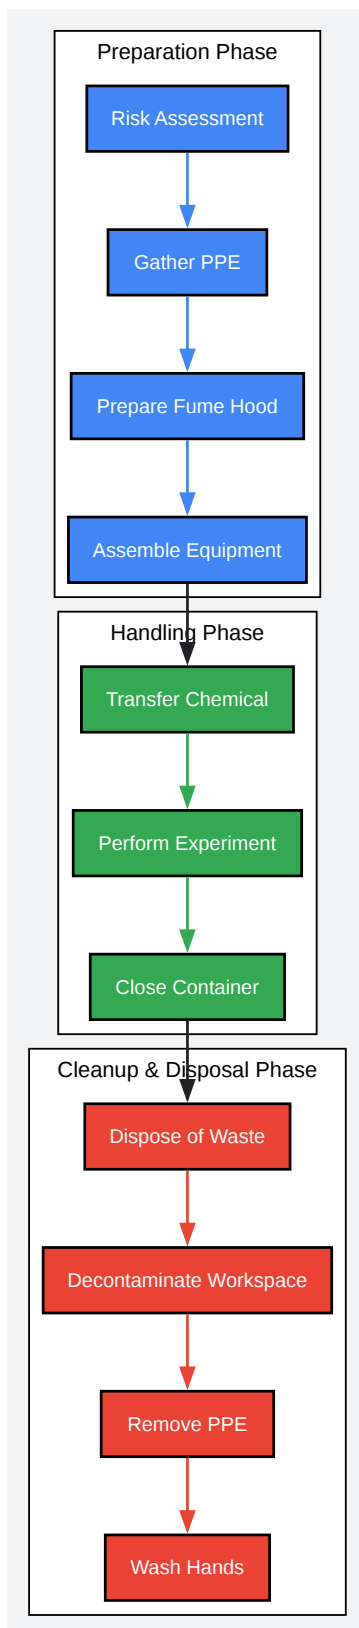 Preparation Phase
Risk Assessment
Gather PPE
Prepare Fume Hood
Assemble Equipment
Handling Phase
Transfer Chemical
Perform Experiment
Close Container
Cleanup & Disposal Phase
Dispose of Waste
Decontaminate Workspace
Remove PPE
Wash Hands